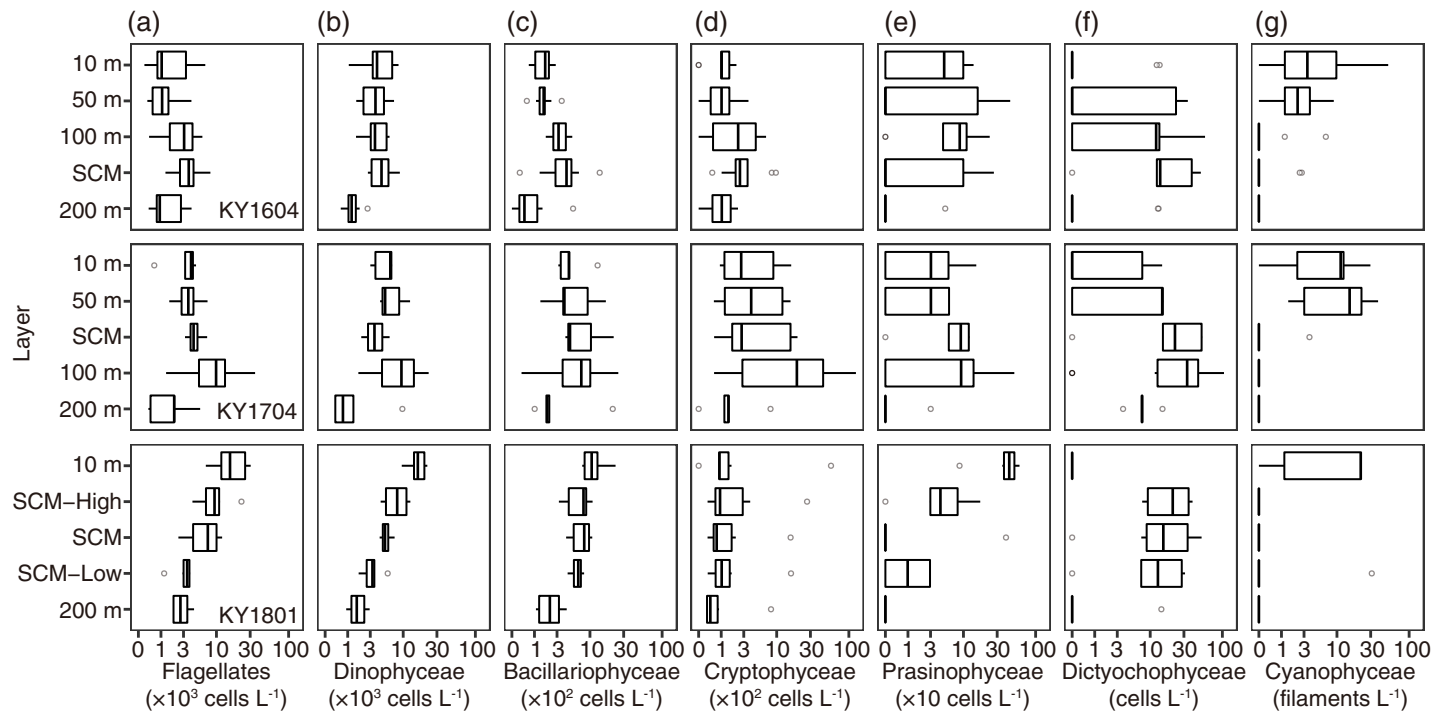 (a) (b) (c) (d) (e) (f) (g)
10 m
50 m
100 m
SCM
200 m KY1604
10 m
50 m
SCM
100 m
200 m KY1704
10 m
SCM–High
SCM
SCM–Low
200 m KY1801
Layer
0 1 3 10 30 100 0 1 3 10 30 100 0 1 3 10 30 100 0 1 3 10 30 100 0 1 3 10 30 100 0 1 3 10 30 100 0 1 3 10 30 100
Flagellates Dinophyceae Bacillariophyceae Cryptophyceae Prasinophyceae Dictyochophyceae Cyanophyceae
(×10³ cells L⁻¹) (×10³ cells L⁻¹) (×10² cells L⁻¹) (×10² cells L⁻¹) (×10 cells L⁻¹) (cells L⁻¹) (filaments L⁻¹)